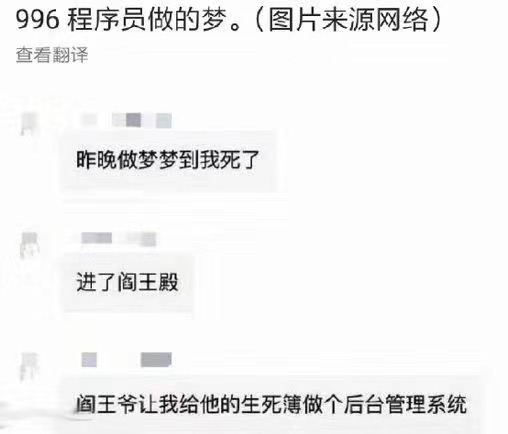 996 程序员做的梦。（图片来源网络）
查看翻译
昨晚做梦梦到我死了
进了阎王殿
阎王爷让我给他的生死簿做个后台管理系统